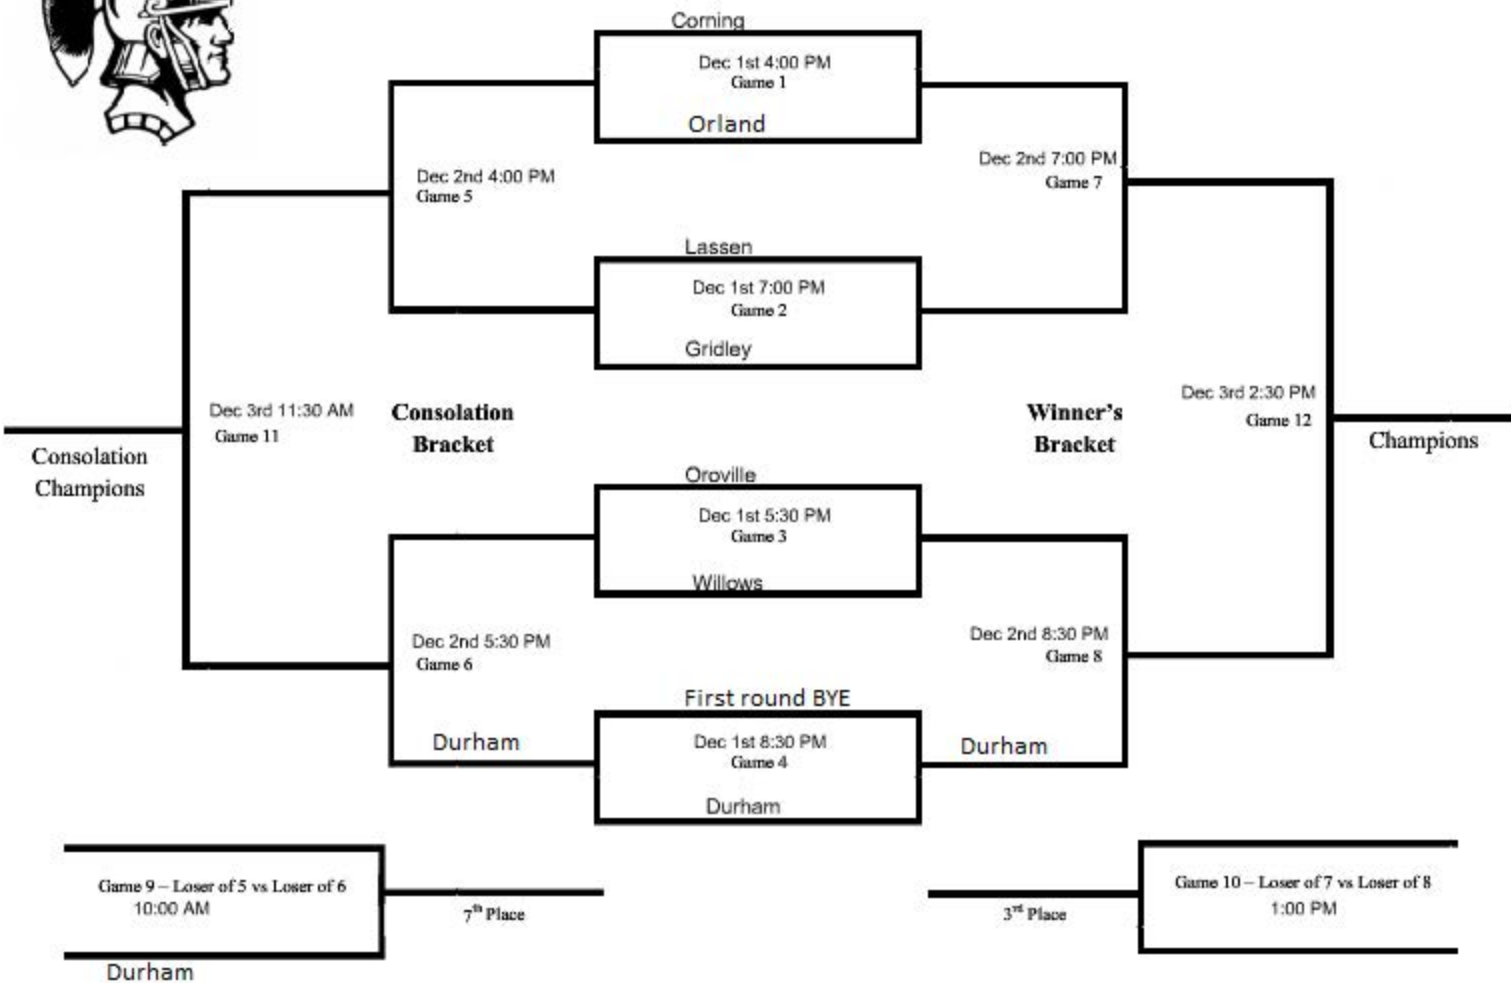 Corning
Dec 1st 4:00 PM
Game 1
Orland
Dec 2nd 4:00 PM
Game 5
Dec 2nd 7:00 PM
Game 7
Lassen
Dec 1st 7:00 PM
Game 2
Gridley
Dec 3rd 11:30 AM
Game 11
Consolation
Bracket
Winner's
Bracket
Dec 3rd 2:30 PM
Game 12
Consolation
Champions
Champions
Oroville
Dec 1st 5:30 PM
Game 3
Willows
Dec 2nd 5:30 PM
Game 6
Dec 2nd 8:30 PM
Game 8
First round BYE
Durham
Dec 1st 8:30 PM
Game 4
Durham
Durham
Game 9 – Loser of 5 vs Loser of 6
10:00 AM
7th Place
Durham
3rd Place
Game 10 – Loser of 7 vs Loser of 8
1:00 PM